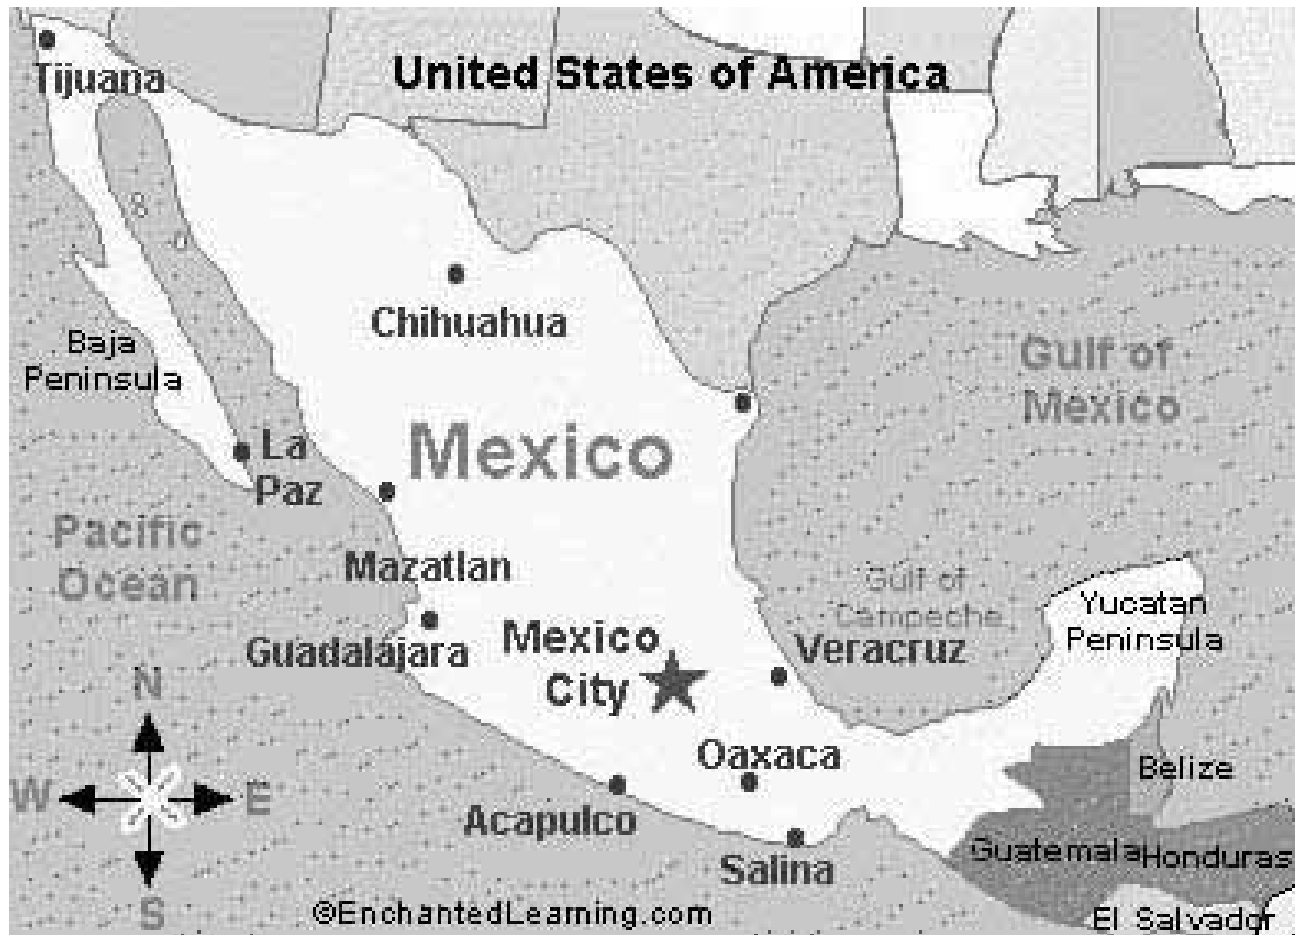 United States of America
Tijuana
Chihuahua
Baja
Peninsula
Gulf of
Mexico
Mexico
La
Paz
Pacific
Ocean
Mazatlan
Gulf of
Campeche
Yucatan
Peninsula
Guadalajara
Mexico
City
Veracruz
N
Oaxaca
Belize
W
E
Acapulco
Salina
Guatemala
Honduras
S
©EnchantedLearning.com
El Salvador